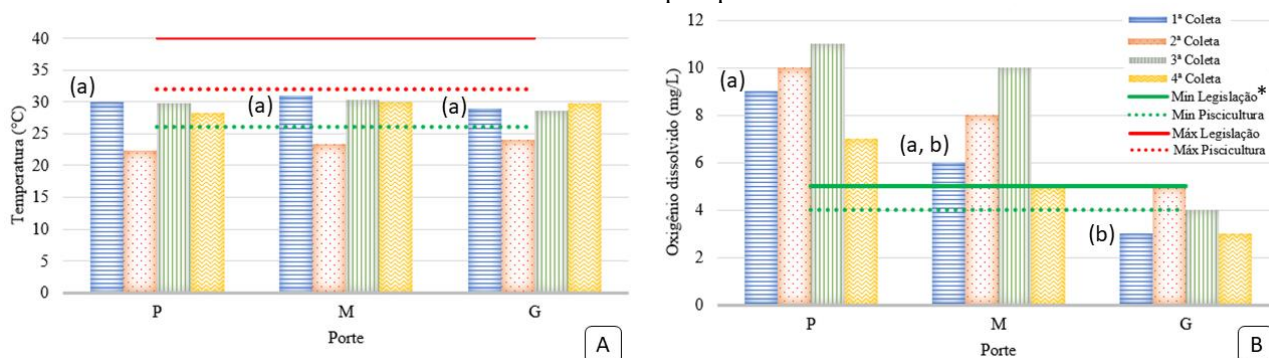 Temperatura (°C)
40
35
30
25
20
15
10
5
0
(a)
(a)
(a)
P
M
G
Porte
A
Oxigênio dissolvido (mg/L)
12
10
8
6
4
2
0
(a)
(a, b)
(b)
P
M
G
Porte
B
1ª Coleta
2ª Coleta
3ª Coleta
4ª Coleta
Min Legislação*
Min Piscicultura
Máx Legislação
Máx Piscicultura